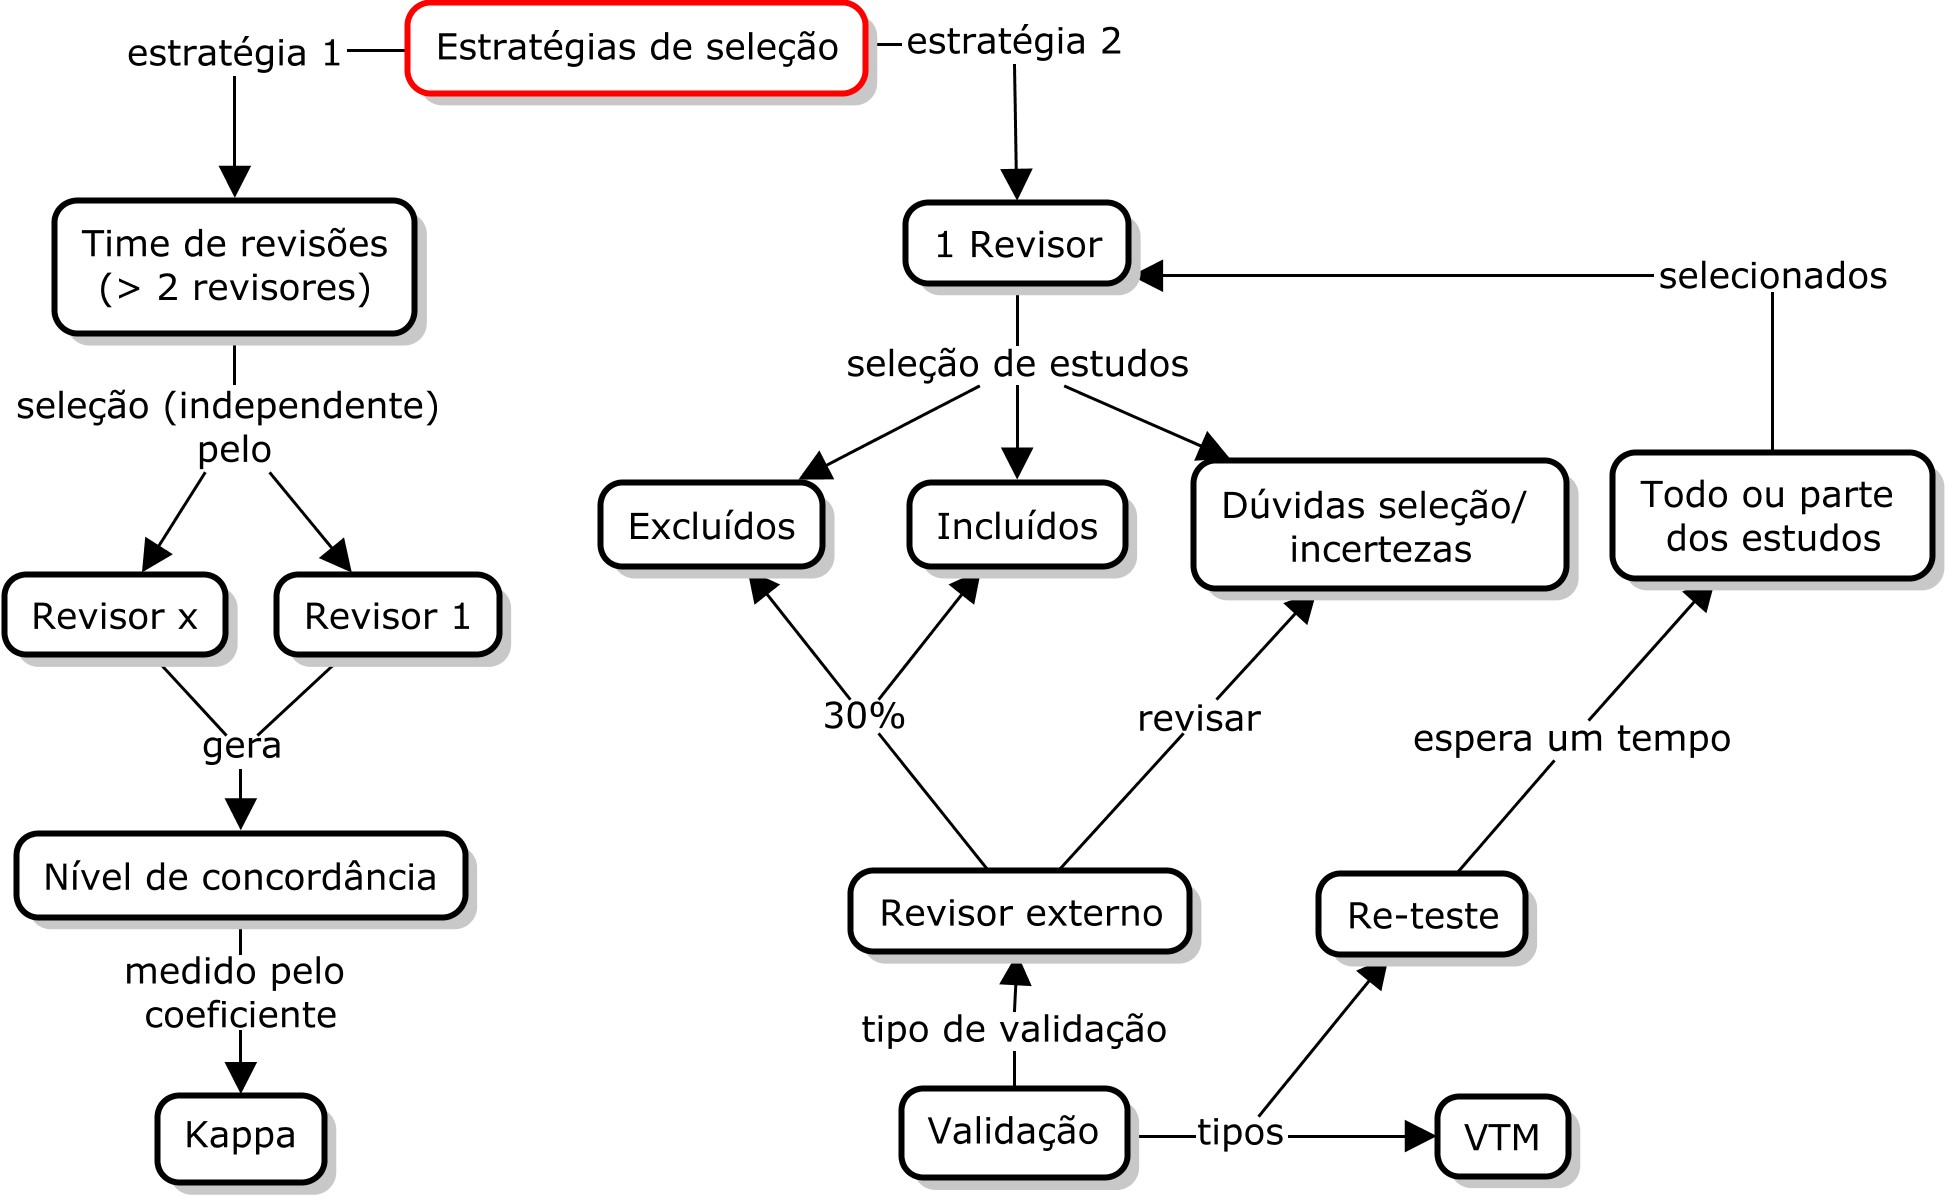 estratégia 1
Estratégias de seleção
estratégia 2
Time de revisões
(> 2 revisores)
1 Revisor
selecionados
seleção (independente)
pelo
seleção de estudos
Excluídos
Incluídos
Dúvidas seleção/
incertezas
Todo ou parte
dos estudos
Revisor x
Revisor 1
gera
30%
revisar
espera um tempo
Nível de concordância
Revisor externo
Re-teste
medido pelo
coeficiente
tipo de validação
Kappa
Validação
tipos
VTM